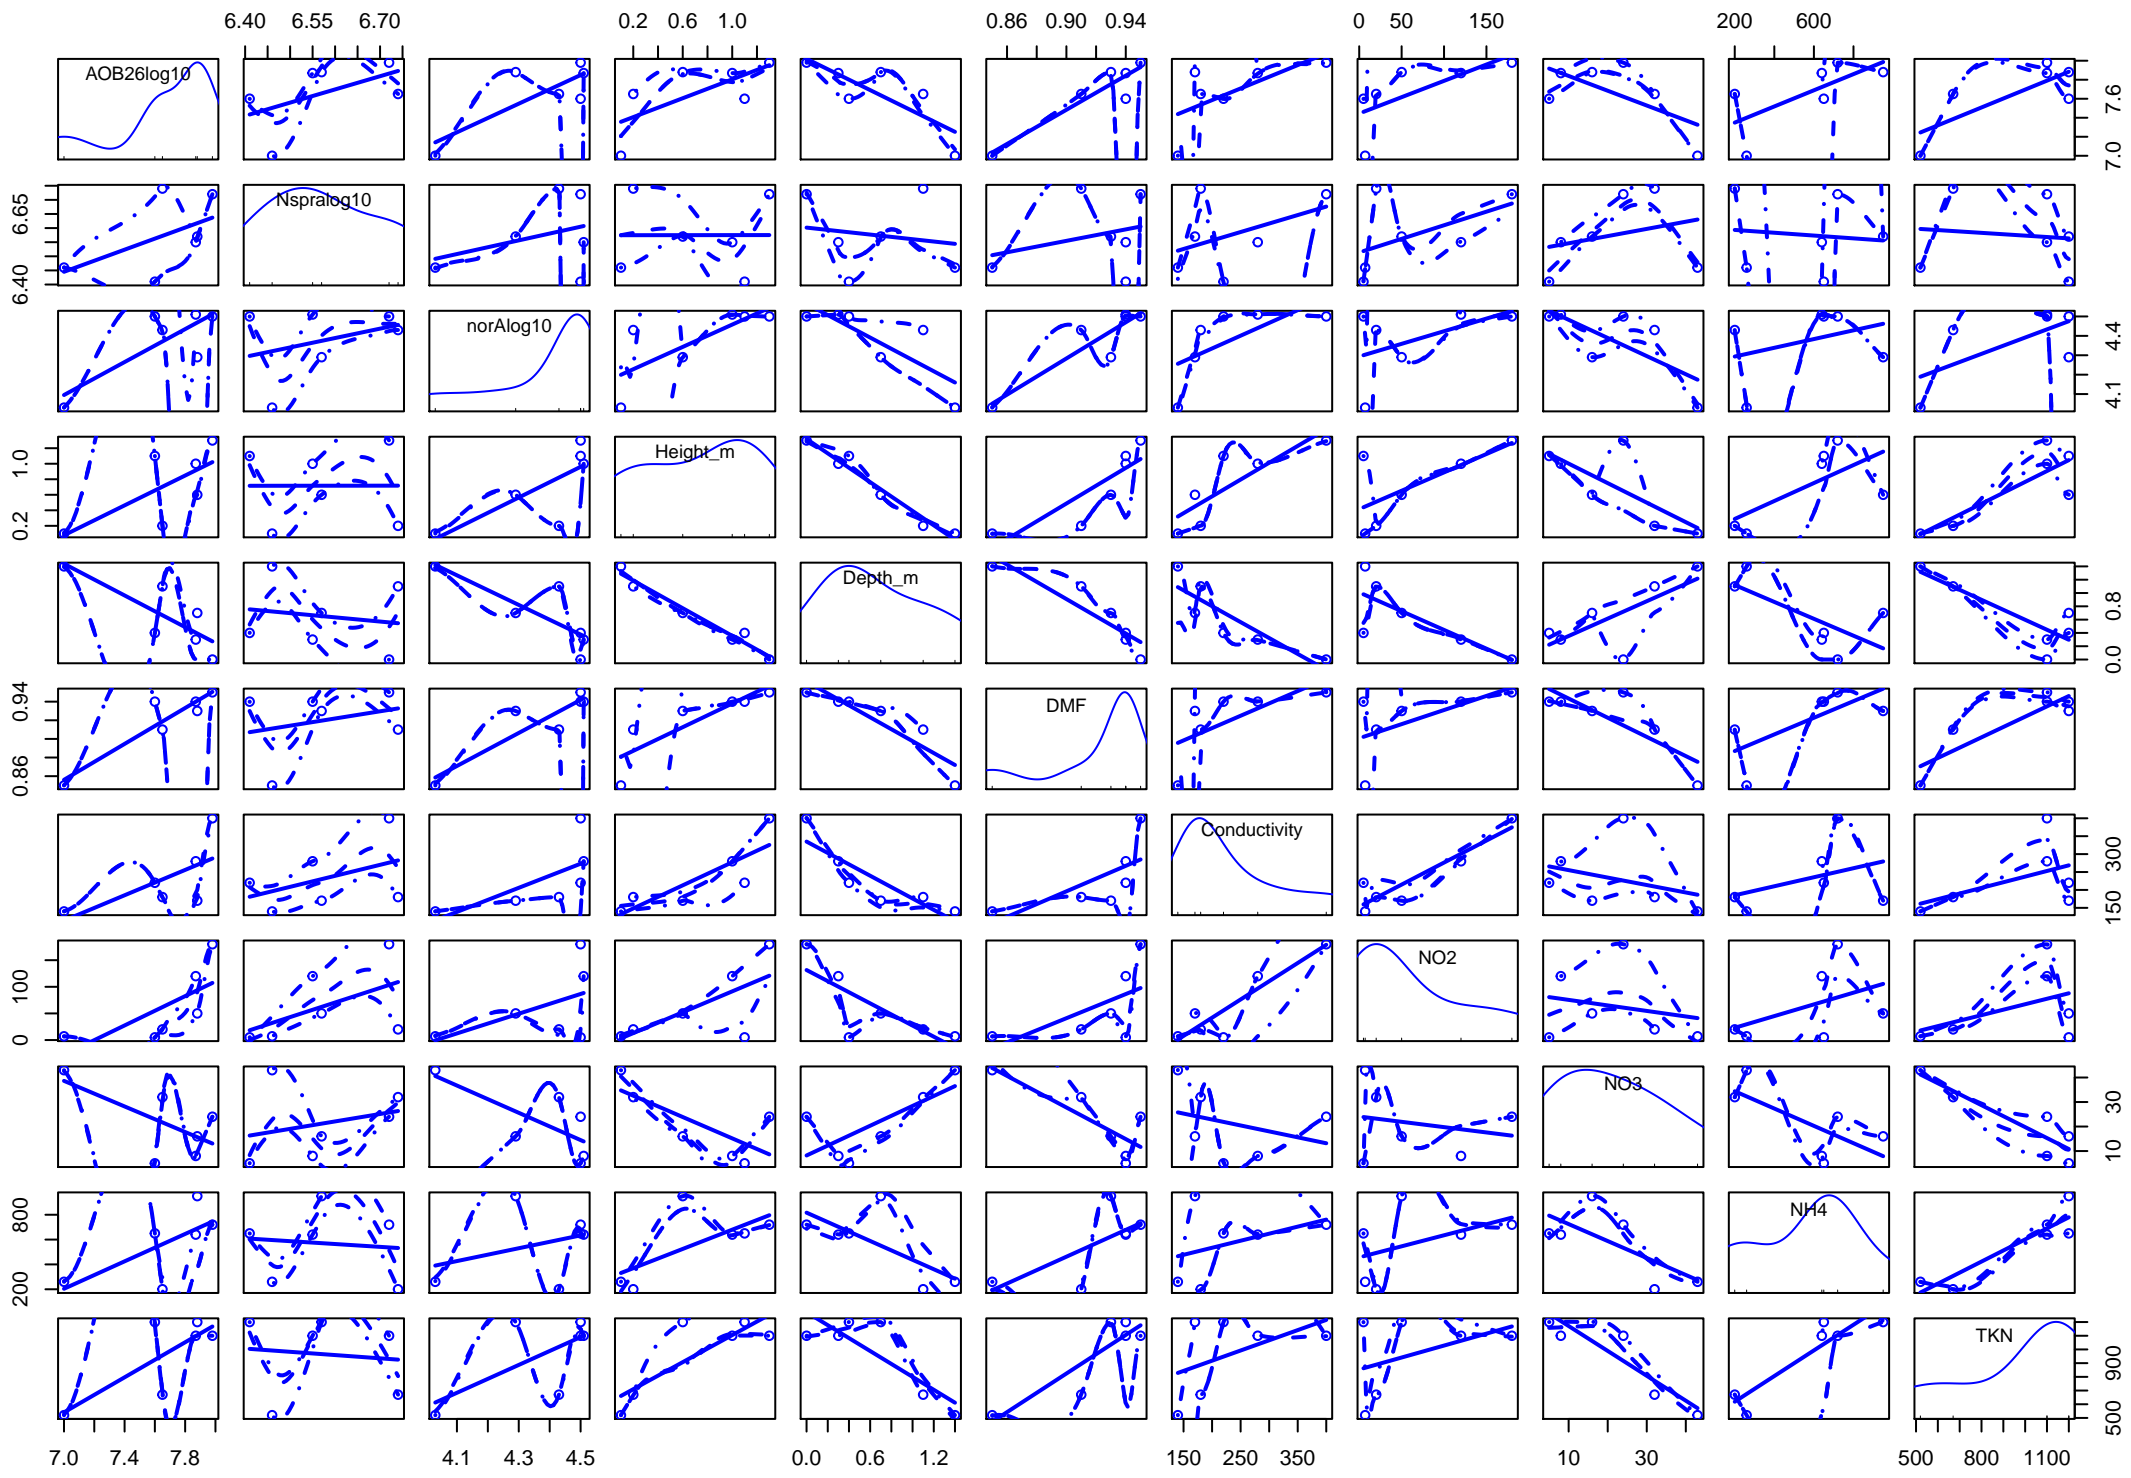 6.40 6.55 6.70 0.2 0.6 1.0 0.86 0.90 0.94 0 50 150 200 600
AOB26log10 7.0 7.6
6.40 6.65 Nspralog10
norAlog10 4.1 4.4
0.2 1.0 Height_m
Depth_m 0.0 0.8
0.86 0.94 DMF
Conductivity 150 300
0 100 NO2
NO3 10 30
200 800 NH4
TKN 500 900
7.0 7.4 7.8 4.1 4.3 4.5 0.0 0.6 1.2 150 250 350 10 30 500 800 1100